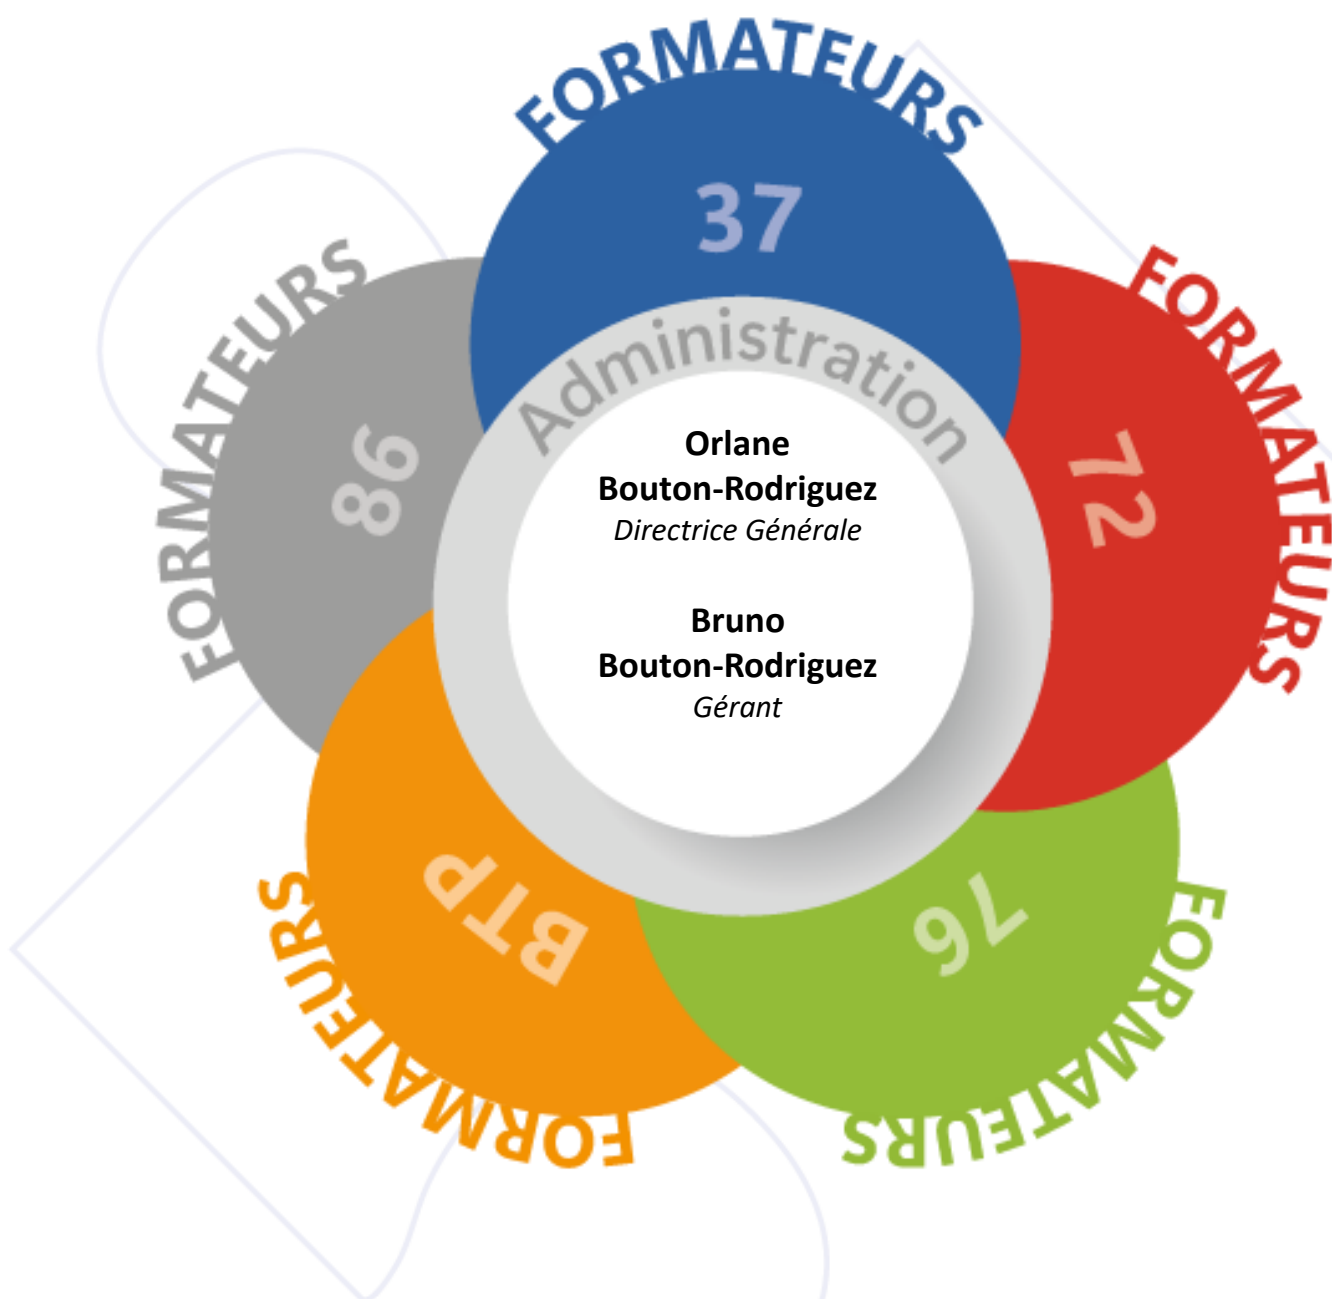 FORMATEURS
37
FORMATEURS
72
FORMATEURS
76
FORMATEURS
BTP
FORMATEURS
86
Administration
Orlane
Bouton-Rodriguez
Directrice Générale
Bruno
Bouton-Rodriguez
Gérant